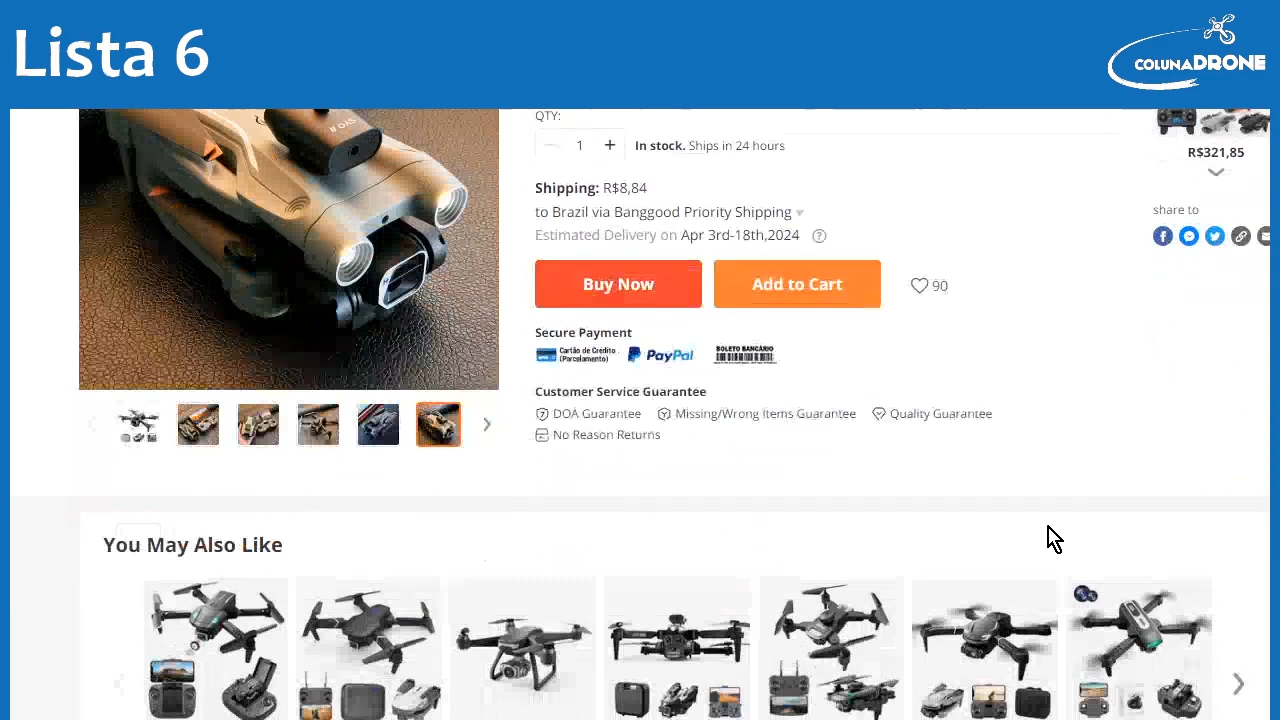 Lista 6
COLUNADRONE
QTY:
1
In stock. Ships in 24 hours
R$321,85
Shipping: R$8,84
to Brazil via Banggood Priority Shipping
share to
Estimated Delivery on Apr 3rd-18th,2024
Buy Now
Add to Cart
90
Secure Payment
Cartão de Crédito
(Parcelamento)
PayPal
BOLETO BANCÁRIO
Customer Service Guarantee
DOA Guarantee
Missing/Wrong Items Guarantee
Quality Guarantee
No Reason Returns
You May Also Like